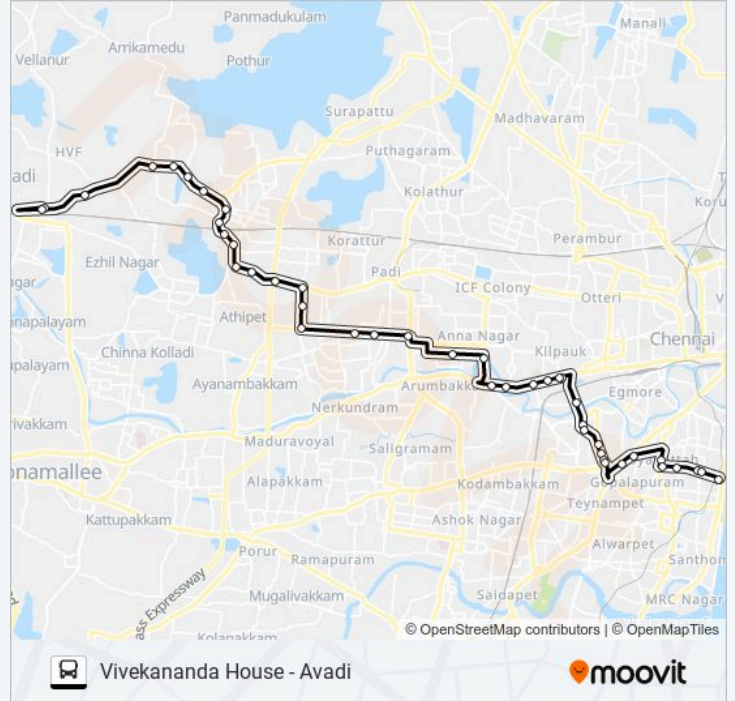 Panmadukulam
Manali
Arrikamedu
Vellanur
Pothur
Surapattu
Madhavaram
HVF
Puthagaram
adi
Kolathur
Koru
Korattur
Perambur
Ezhil Nagar
Padi
ICF Colony
agar
Otteri
V
napalayam
Athipet
Anna Nagar
Chennai
Chinna Kolladi
Kilpauk
palayam
Ayanambakkam
Arumbakk
Egmore
Nerkundram
rivakkam
Maduravoyal
Saligramam
onamallee
Alapakkam
Kodambakkam
Gopalapuram
Teynampet
Kattupakkam
Ashok Nagar
Alwarpet
Porur
Ramapuram
Santhom
ass Expressway
Mugalivakkam
Saidapet
MRC Nagar
Kolapakkam
© OpenStreetMap contributors | © OpenMapTiles
Vivekananda House - Avadi
moovit